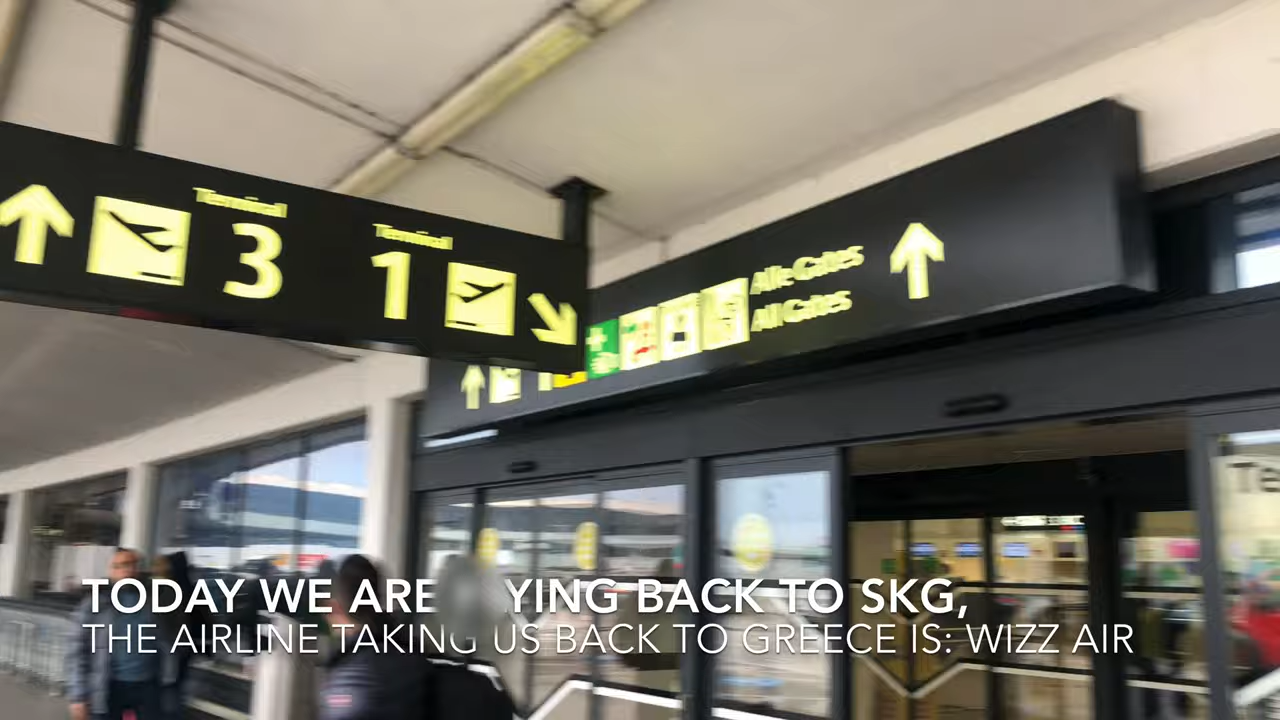 Terminal
3
Terminal
1
Alle Gates
All Gates
Te
TODAY WE ARE YING BACK TO SKG,
THE AIRLINE TAKING US BACK TO GREECE IS: WIZZ AIR